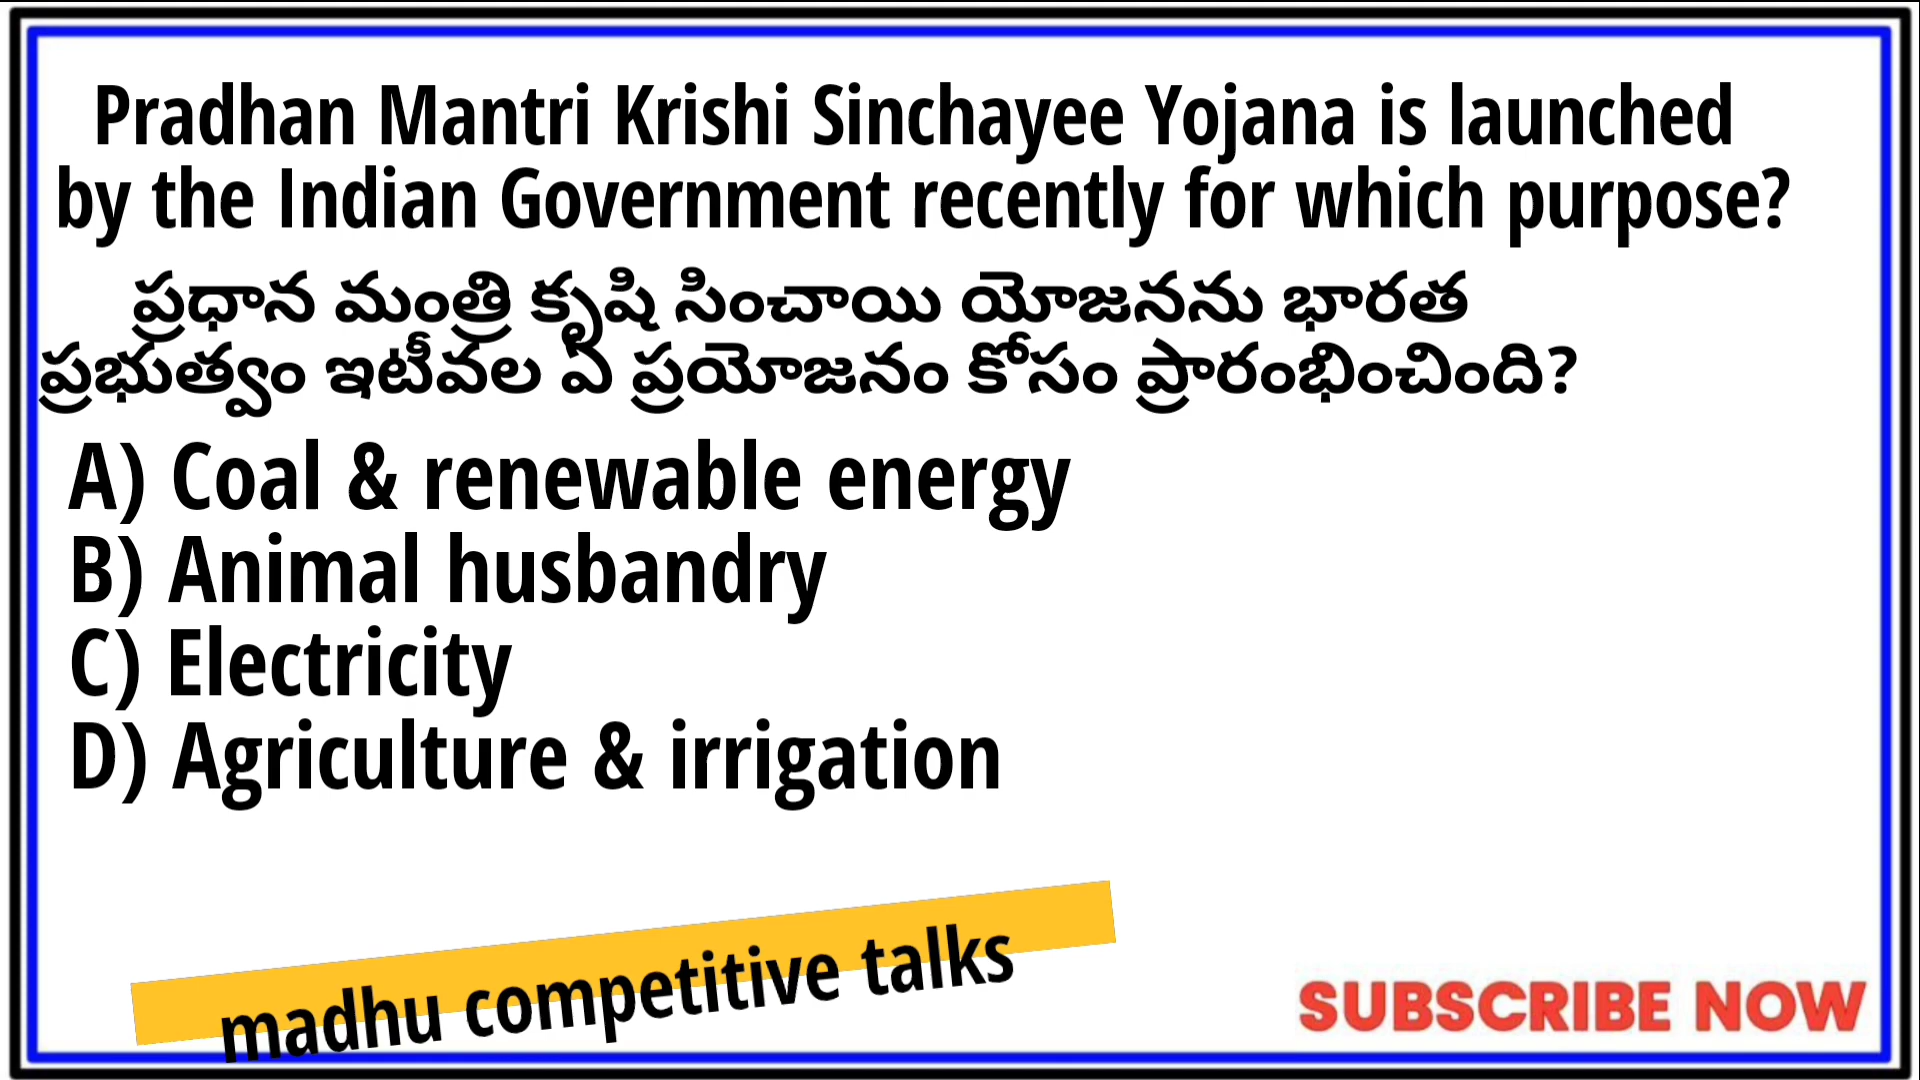 Pradhan Mantri Krishi Sinchayee Yojana is launched
by the Indian Government recently for which purpose?
ప్రధాన మంత్రి కృషి సించాయి యోజనను భారత
ప్రభుత్వం ఇటీవల ఏ ప్రయోజనం కోసం ప్రారంభించింది?
A) Coal & renewable energy
B) Animal husbandry
C) Electricity
D) Agriculture & irrigation
madhu competitive talks
SUBSCRIBE NOW